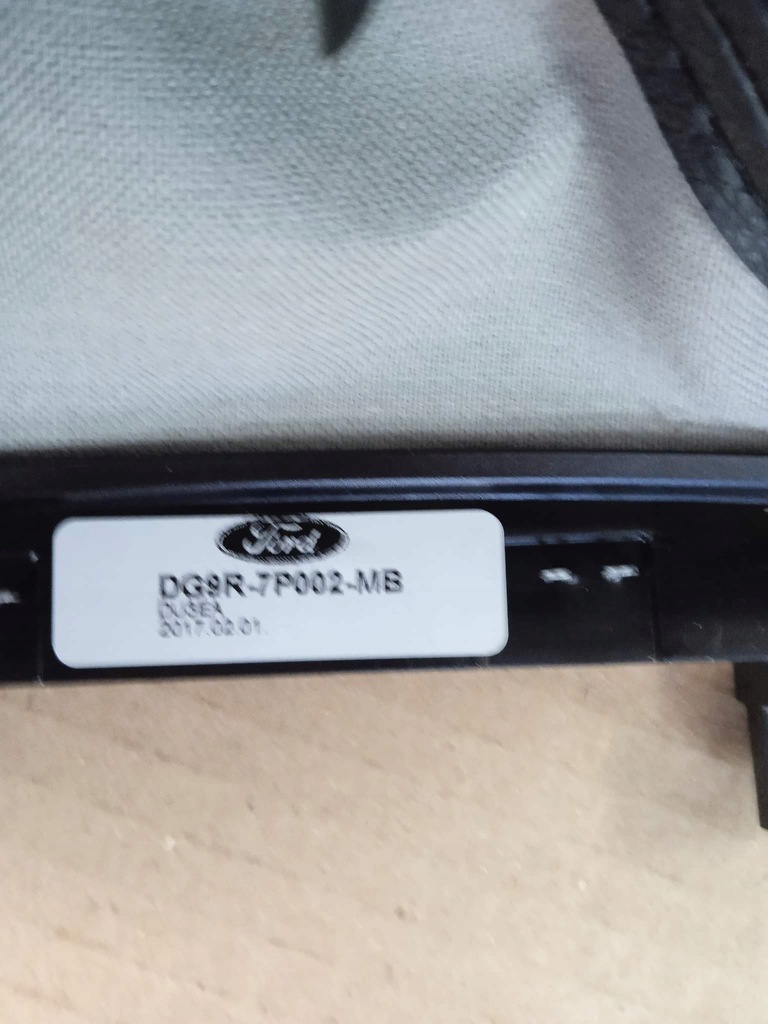 Ford
DG9R-7P002-MB
DUSEA
2017.02.01.